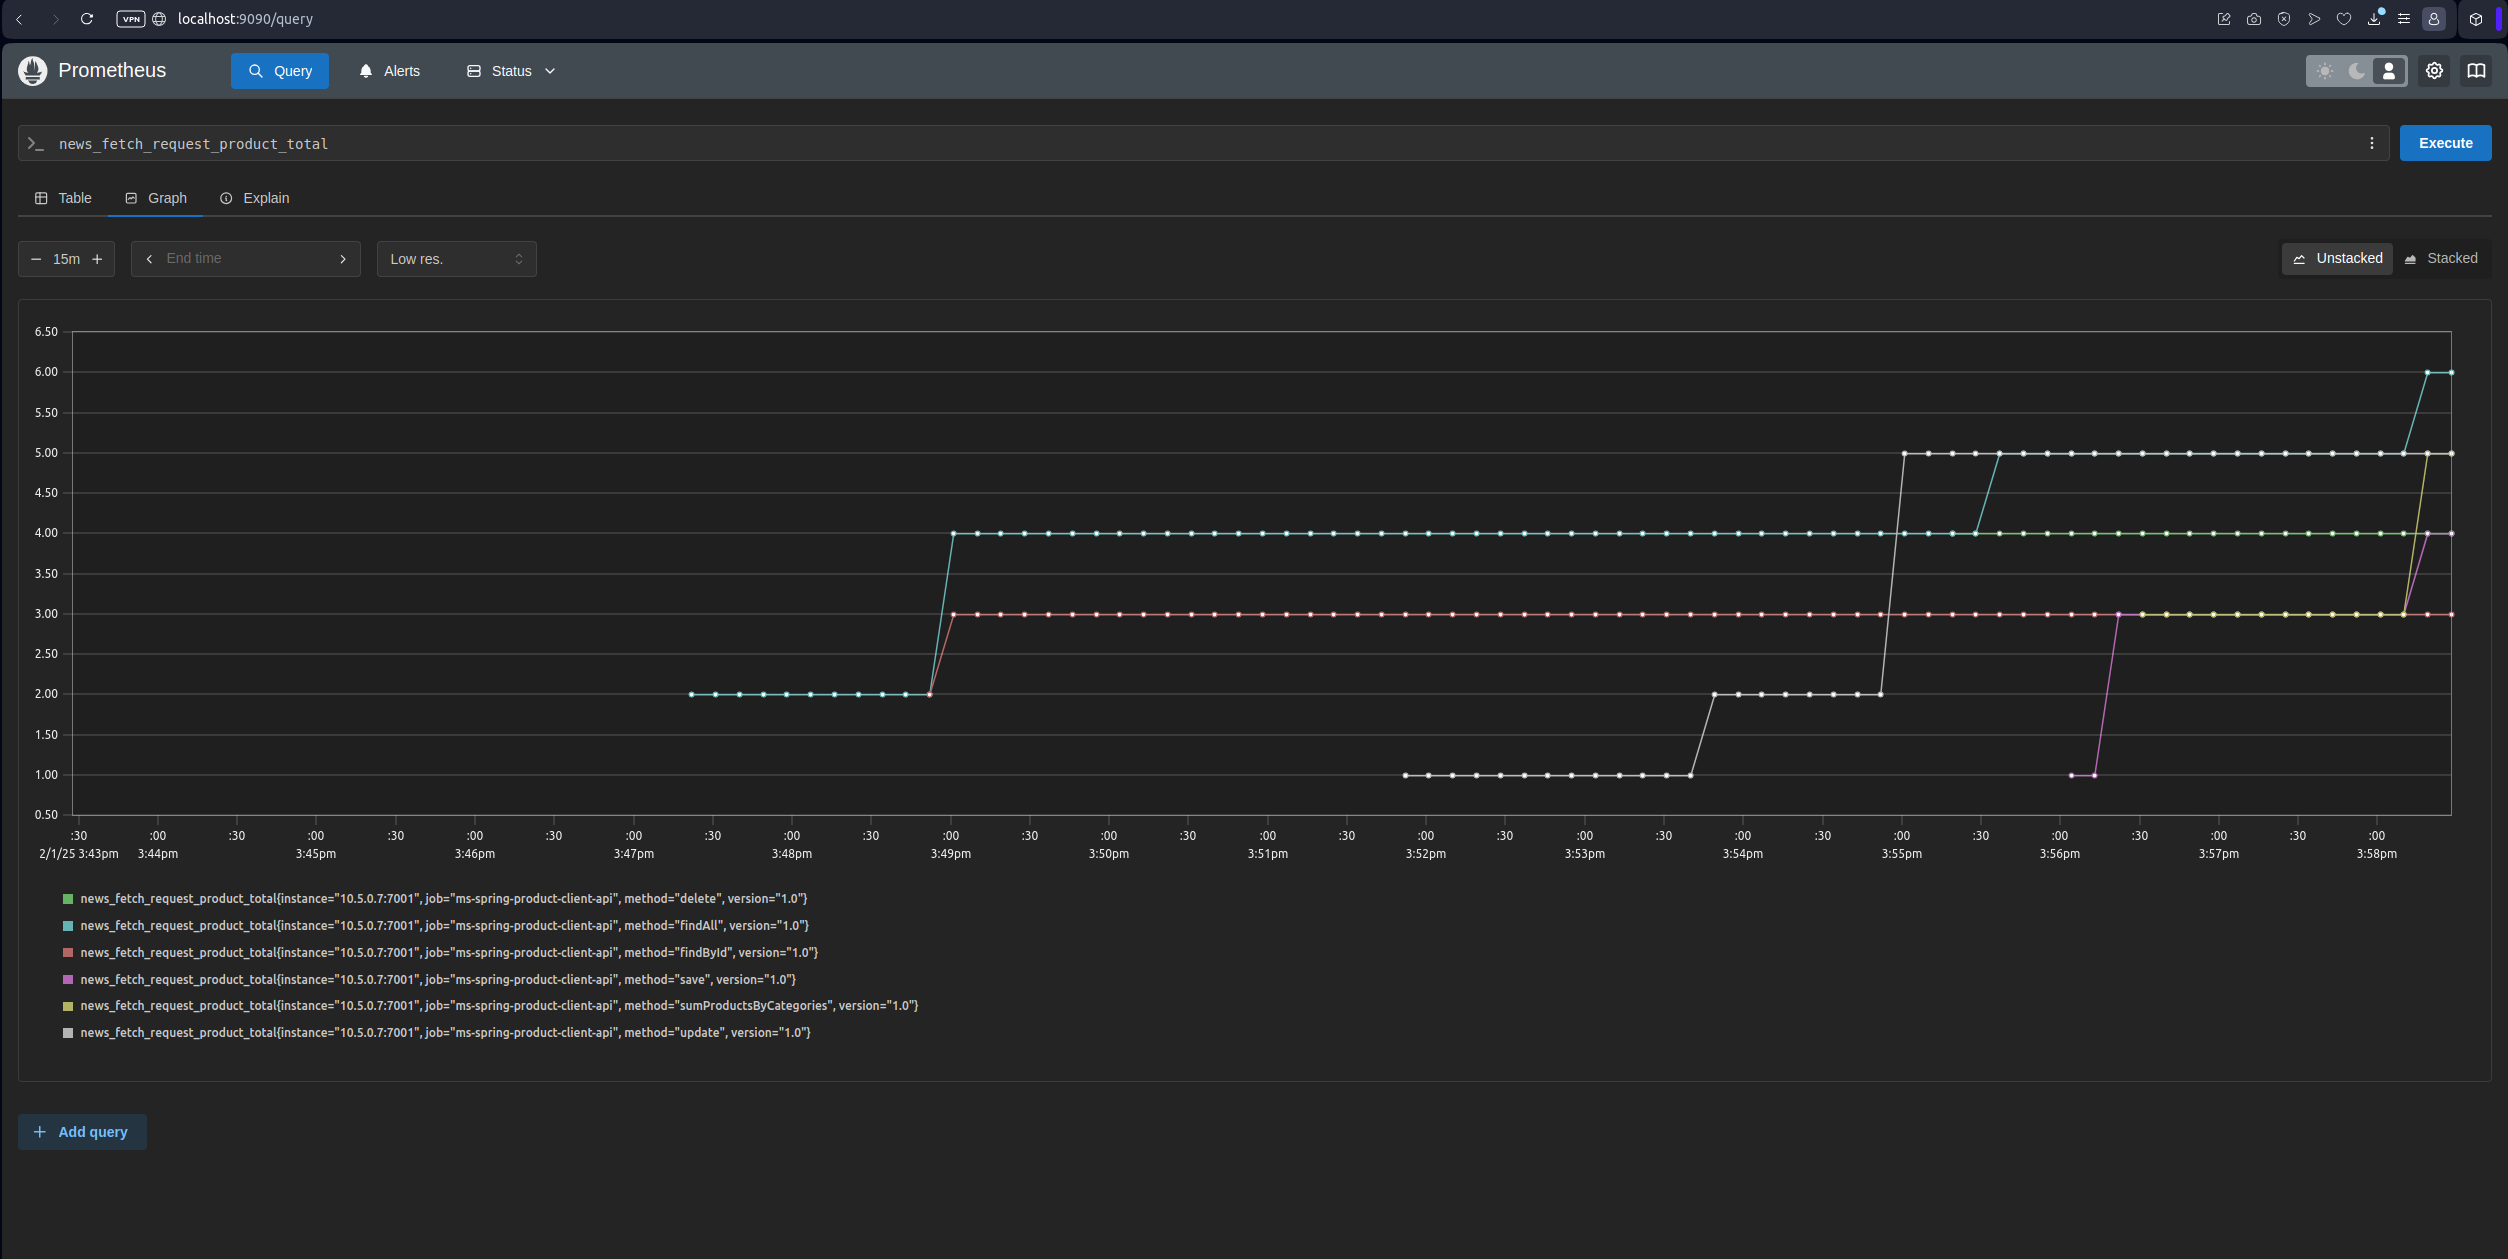 VPN localhost:9090/query
Prometheus Query Alerts Status
news_fetch_request_product_total Execute
Table Graph Explain
15m End time Low res. Unstacked Stacked
6.50
6.00
5.50
5.00
4.50
4.00
3.50
3.00
2.50
2.00
1.50
1.00
0.50
:30 :00 :30 :00 :30 :00 :30 :00 :30 :00 :30 :00 :30 :00 :30 :00 :30 :00 :30 :00 :30 :00 :30 :00 :30 :00 :30 :00 :30 :00
2/1/25 3:43pm 3:44pm 3:45pm 3:46pm 3:47pm 3:48pm 3:49pm 3:50pm 3:51pm 3:52pm 3:53pm 3:54pm 3:55pm 3:56pm 3:57pm 3:58pm
news_fetch_request_product_total{instance="10.5.0.7:7001", job="ms-spring-product-client-api", method="delete", version="1.0"}
news_fetch_request_product_total{instance="10.5.0.7:7001", job="ms-spring-product-client-api", method="findAll", version="1.0"}
news_fetch_request_product_total{instance="10.5.0.7:7001", job="ms-spring-product-client-api", method="findById", version="1.0"}
news_fetch_request_product_total{instance="10.5.0.7:7001", job="ms-spring-product-client-api", method="save", version="1.0"}
news_fetch_request_product_total{instance="10.5.0.7:7001", job="ms-spring-product-client-api", method="sumProductsByCategories", version="1.0"}
news_fetch_request_product_total{instance="10.5.0.7:7001", job="ms-spring-product-client-api", method="update", version="1.0"}
Add query